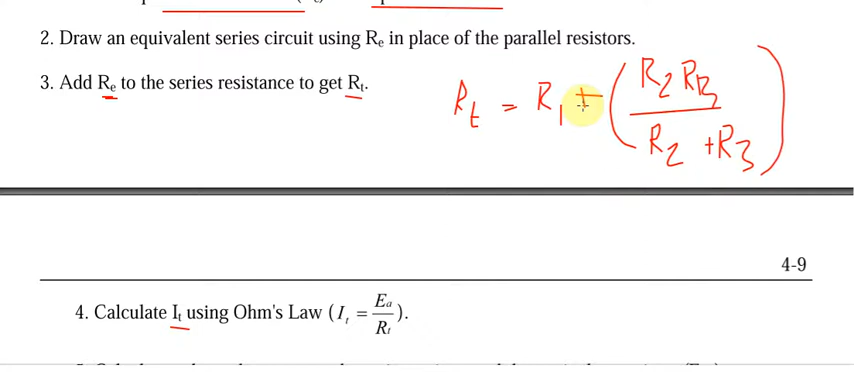 2. Draw an equivalent series circuit using Re in place of the parallel resistors.
3. Add Re to the series resistance to get Rt.
Rt = R1 + (R2 R3 / R2 + R3)
4-9
4. Calculate It using Ohm's Law (It = Ea / Rt).